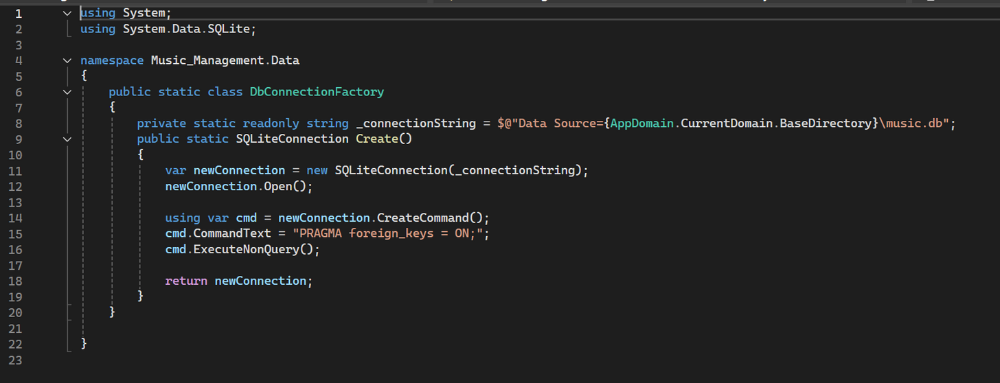 1 using System;
2 using System.Data.SQLite;
3
4 namespace Music_Management.Data
5 {
6     public static class DbConnectionFactory
7     {
8         private static readonly string _connectionString = $@"Data Source={AppDomain.CurrentDomain.BaseDirectory}\music.db";
9         public static SQLiteConnection Create()
10         {
11             var newConnection = new SQLiteConnection(_connectionString);
12             newConnection.Open();
13
14             using var cmd = newConnection.CreateCommand();
15             cmd.CommandText = "PRAGMA foreign_keys = ON;";
16             cmd.ExecuteNonQuery();
17
18             return newConnection;
19         }
20     }
21
22 }
23